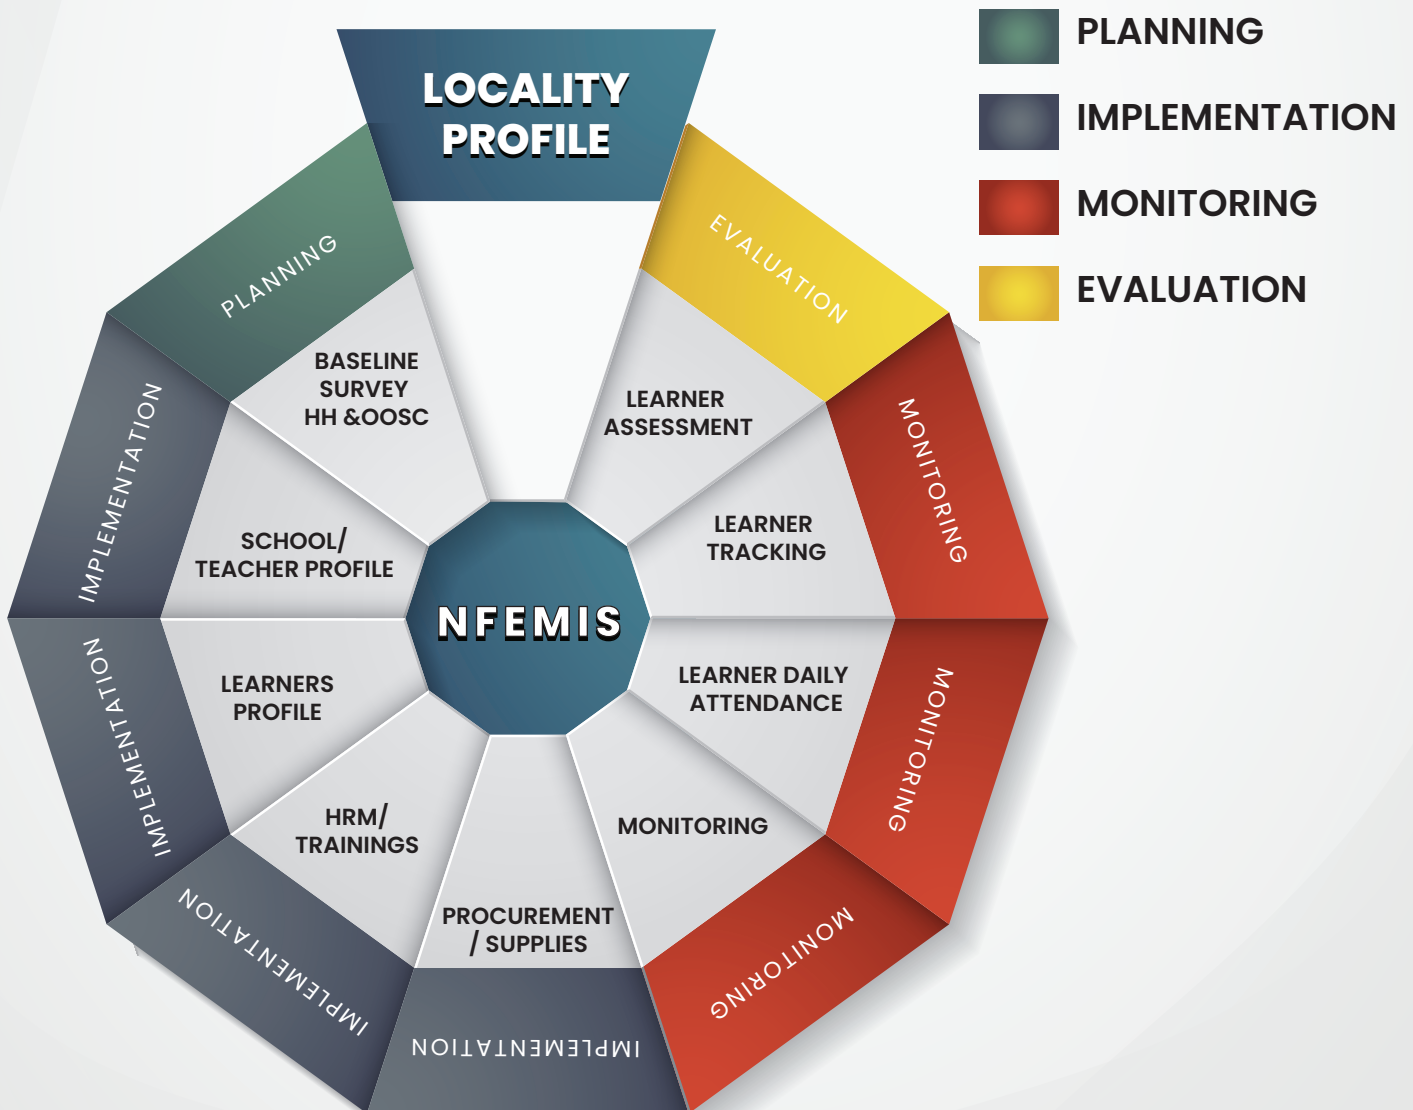 LOCALITY
PROFILE
PLANNING
IMPLEMENTATION
MONITORING
EVALUATION
PLANNING
BASELINE
SURVEY
HH &OOSC
EVALUATION
LEARNER
ASSESSMENT
IMPLEMENTATION
SCHOOL/
TEACHER PROFILE
LEARNER
TRACKING
MONITORING
NFEMIS
IMPLEMENTATION
LEARNERS
PROFILE
LEARNER DAILY
ATTENDANCE
MONITORING
HRM/
TRAININGS
MONITORING
IMPLEMENTATION
PROCUREMENT
/ SUPPLIES
MONITORING
IMPLEMENTATION